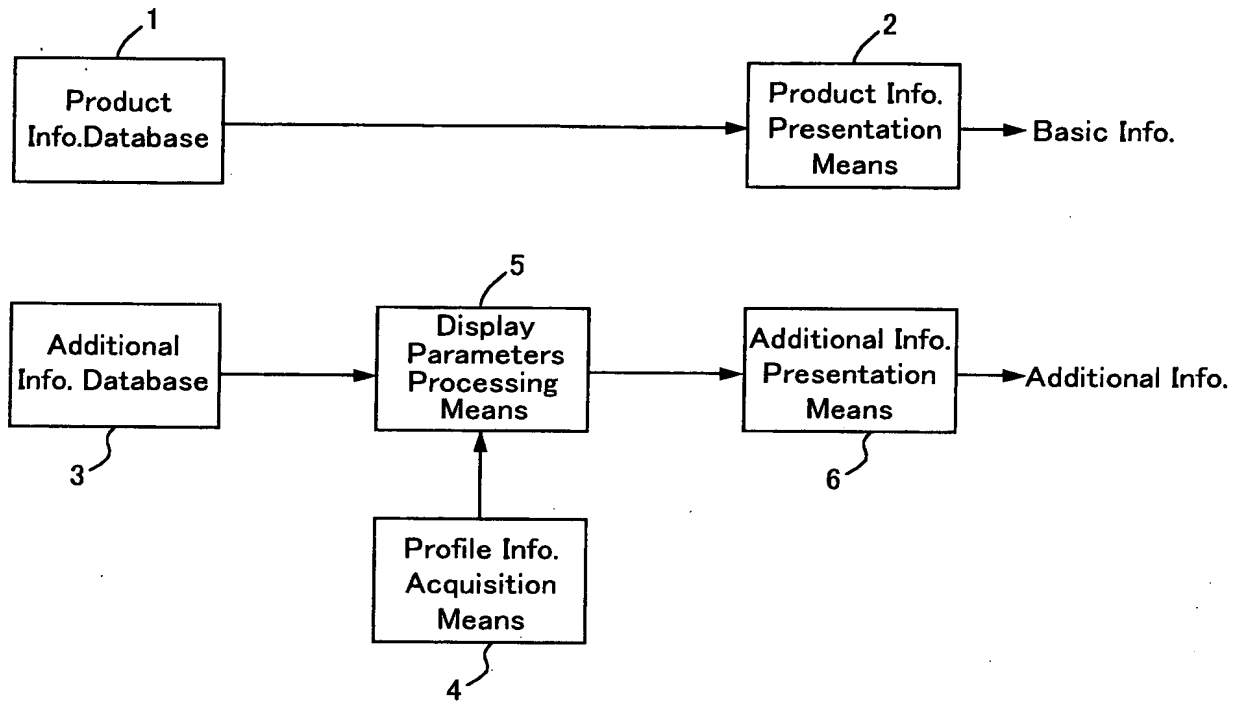 1
2
Product
Info.Database
Product Info.
Presentation
Means
Basic Info.
5
Additional
Info. Database
Display
Parameters
Processing
Means
Additional Info.
Presentation
Means
Additional Info.
3
6
Profile Info.
Acquisition
Means
4